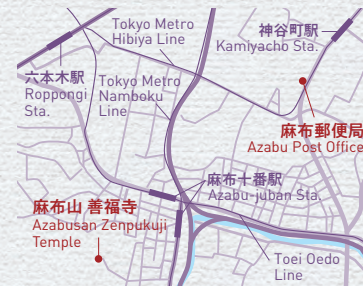 Tokyo Metro
Hibiya Line
神谷町駅
Kamiyacho Sta.
六本木駅
Roppongi
Sta.
Tokyo Metro
Namboku
Line
麻布郵便局
Azabu Post Office
麻布十番駅
Azabu-juban Sta.
麻布山 善福寺
Azabusan Zenpukuji
Temple
Toei Oedo
Line